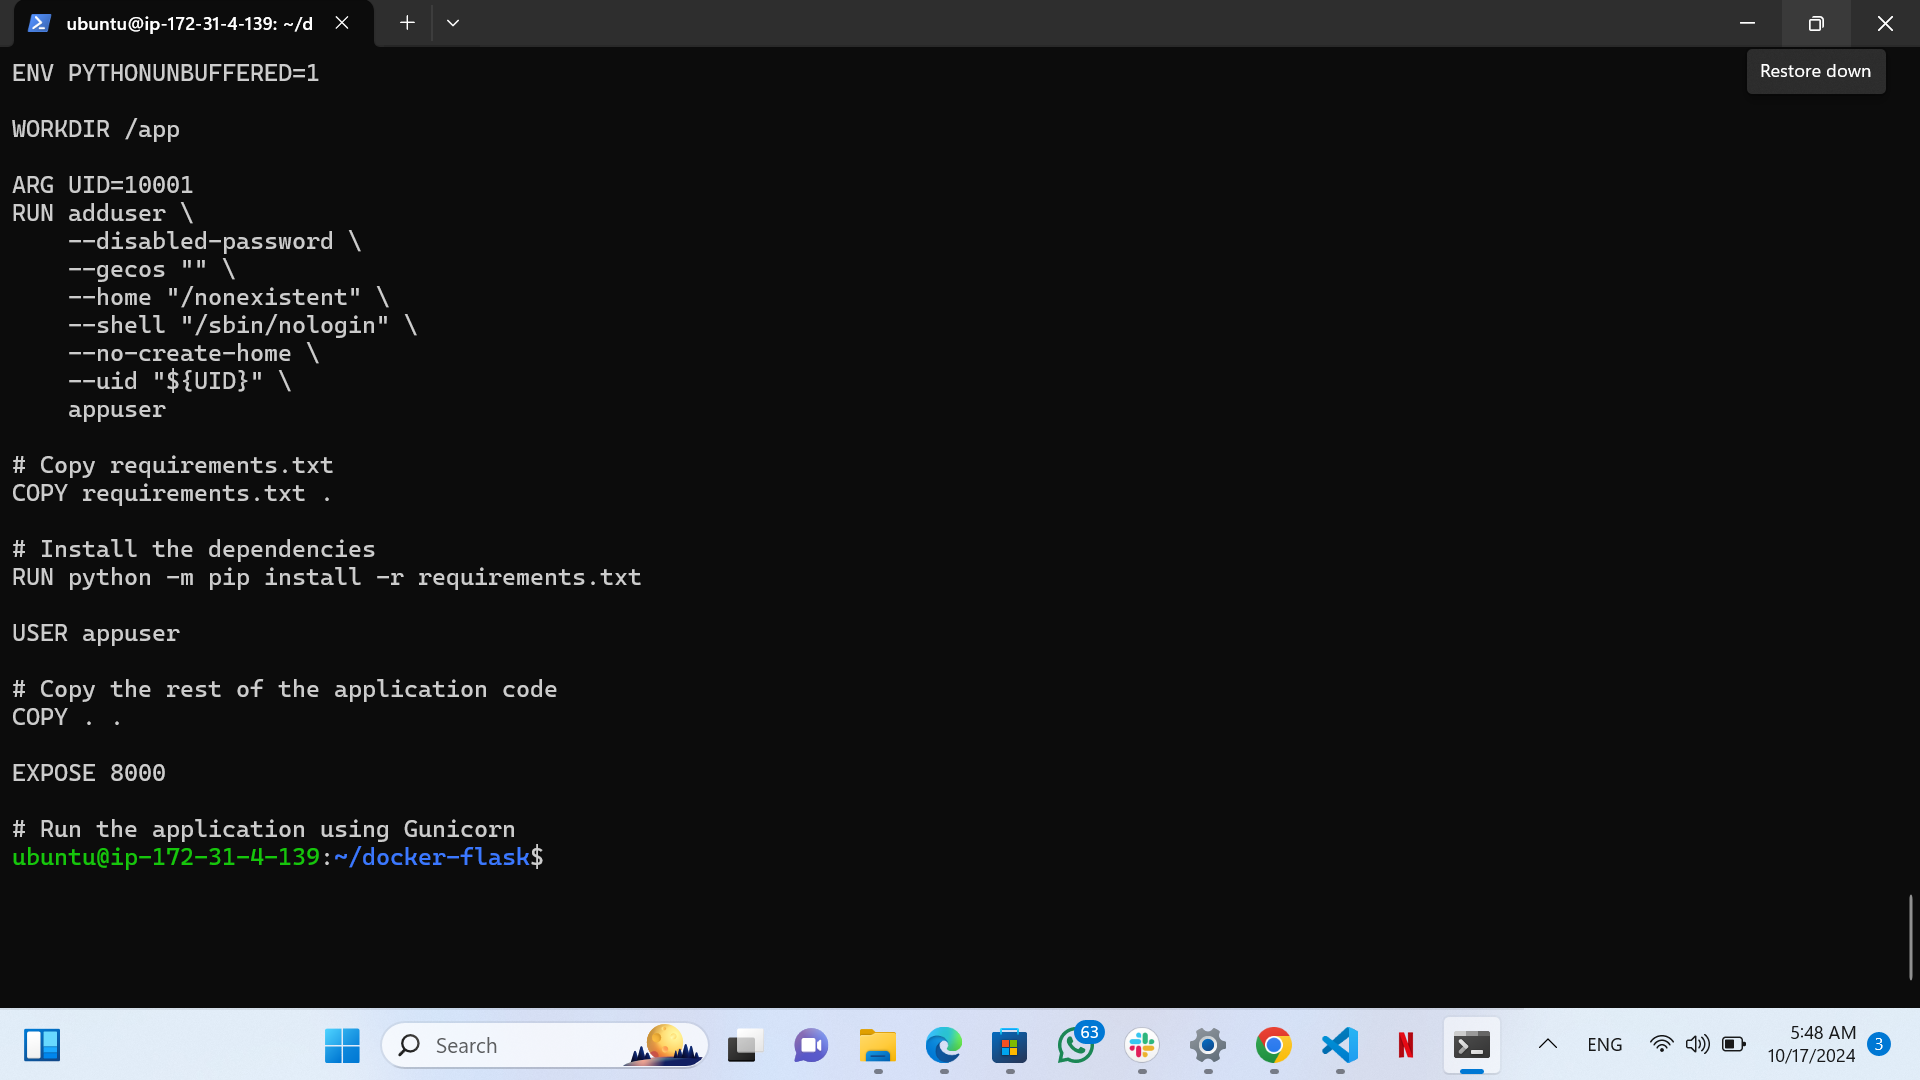 ubuntu@ip-172-31-4-139: ~/d
Restore down
ENV PYTHONUNBUFFERED=1
WORKDIR /app
ARG UID=10001
RUN adduser \
    --disabled-password \
    --gecos "" \
    --home "/nonexistent" \
    --shell "/sbin/nologin" \
    --no-create-home \
    --uid "${UID}" \
    appuser
# Copy requirements.txt
COPY requirements.txt .
# Install the dependencies
RUN python -m pip install -r requirements.txt
USER appuser
# Copy the rest of the application code
COPY . .
EXPOSE 8000
# Run the application using Gunicorn
ubuntu@ip-172-31-4-139:~/docker-flask$
Search
63
N
ENG
5:48 AM
10/17/2024
3